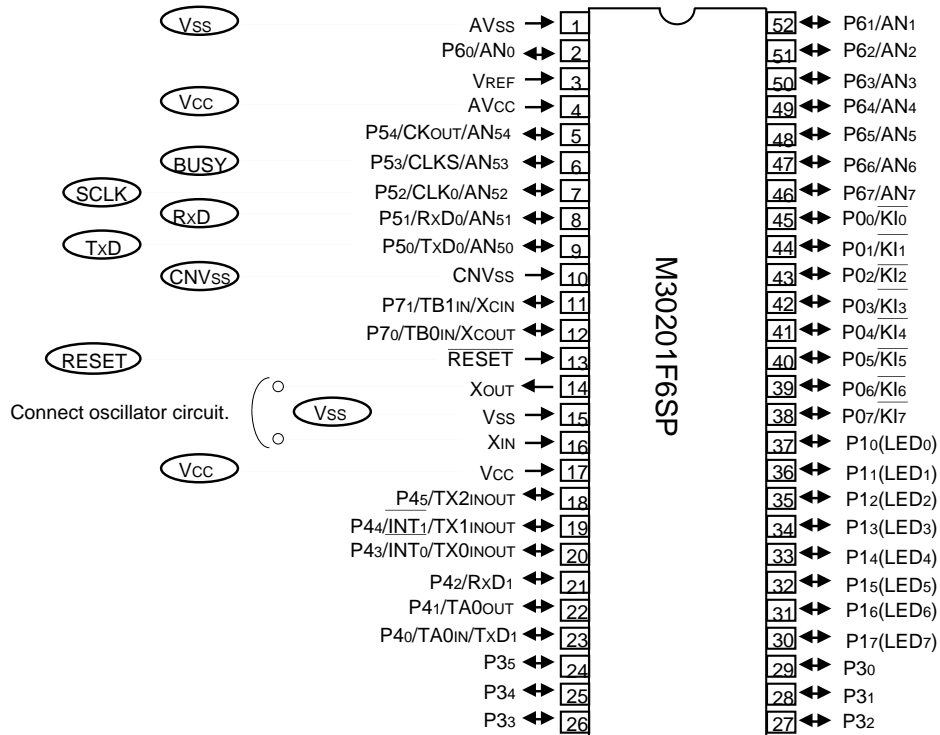 Vss AVss 1 52 P61/AN1
P60/AN0 2 51 P62/AN2
VREF 3 50 P63/AN3
Vcc AVcc 4 49 P64/AN4
P54/CKOUT/AN54 5 48 P65/AN5
BUSY P53/CLKS/AN53 6 47 P66/AN6
SCLK P52/CLK0/AN52 7 46 P67/AN7
RxD P51/RxD0/AN51 8 45 P00/KI0
TxD P50/TxD0/AN50 9 44 P01/KI1
CNVss CNVss 10 43 P02/KI2
P71/TB1IN/XCIN 11 42 P03/KI3
P70/TB0IN/XCOUT 12 41 P04/KI4
RESET RESET 13 40 P05/KI5
XOUT 14 39 P06/KI6
Connect oscillator circuit. Vss Vss 15 38 P07/KI7
XIN 16 37 P10(LED0)
Vcc Vcc 17 36 P11(LED1)
P45/TX2INOUT 18 35 P12(LED2)
P44/INT1/TX1INOUT 19 34 P13(LED3)
P43/INT0/TX0INOUT 20 33 P14(LED4)
P42/RxD1 21 32 P15(LED5)
P41/TA0OUT 22 31 P16(LED6)
P40/TA0IN/TxD1 23 30 P17(LED7)
P35 24 29 P30
P34 25 28 P31
P33 26 27 P32
M30201F6SP